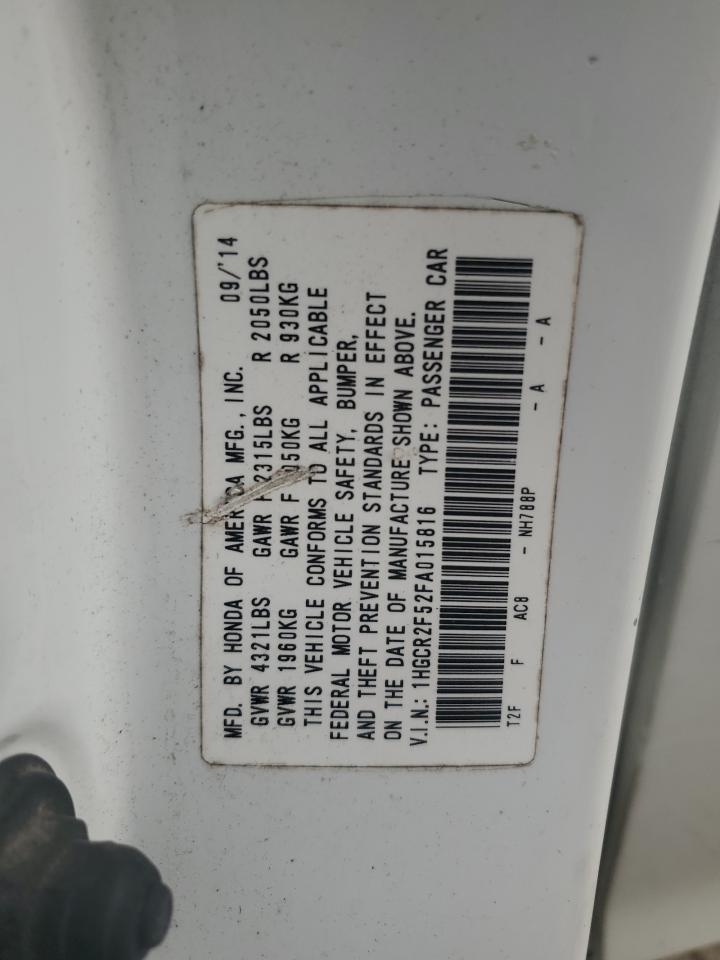 MFD. BY HONDA OF AMERICA MFG., INC. 09/'14
GVWR 4321LBS GAWR F 2315LBS R 2050LBS
GVWR 1960KG GAWR F 1050KG R 930KG
THIS VEHICLE CONFORMS TO ALL APPLICABLE
FEDERAL MOTOR VEHICLE SAFETY, BUMPER,
AND THEFT PREVENTION STANDARDS IN EFFECT
ON THE DATE OF MANUFACTURE SHOWN ABOVE.
V.I.N.: 1HGCR2F52FA015816 TYPE: PASSENGER CAR
T2F F AC8 - NH788P - A - A